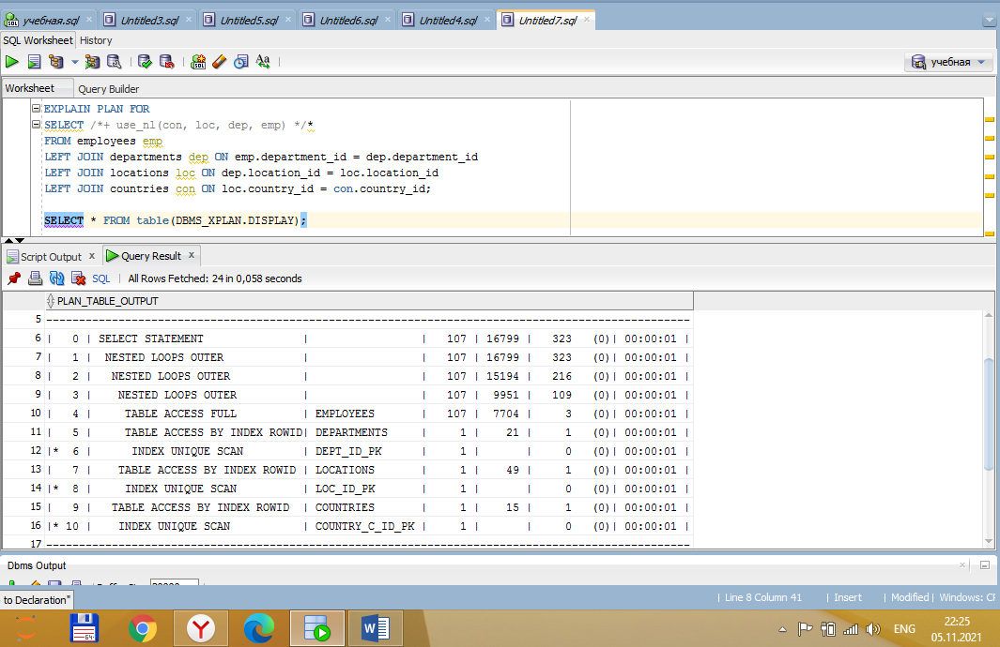 учебная.sql Untitled3.sql Untitled5.sql Untitled6.sql Untitled4.sql Untitled7.sql
SQL Worksheet History
учебная
Worksheet Query Builder
EXPLAIN PLAN FOR
SELECT /*+ use_nl(con, loc, dep, emp) */*
FROM employees emp
LEFT JOIN departments dep ON emp.department_id = dep.department_id
LEFT JOIN locations loc ON dep.location_id = loc.location_id
LEFT JOIN countries con ON loc.country_id = con.country_id;
SELECT * FROM table(DBMS_XPLAN.DISPLAY);
Script Output x Query Result x
SQL | All Rows Fetched: 24 in 0,058 seconds
PLAN_TABLE_OUTPUT
5 --------------------------------------------------------------------------------------------------
6 | 0 | SELECT STATEMENT | | 107 | 16799 | 323 (0)| 00:00:01 |
7 | 1 | NESTED LOOPS OUTER | | 107 | 16799 | 323 (0)| 00:00:01 |
8 | 2 | NESTED LOOPS OUTER | | 107 | 15194 | 216 (0)| 00:00:01 |
9 | 3 | NESTED LOOPS OUTER | | 107 | 9951 | 109 (0)| 00:00:01 |
10 | 4 | TABLE ACCESS FULL | EMPLOYEES | 107 | 7704 | 3 (0)| 00:00:01 |
11 | 5 | TABLE ACCESS BY INDEX ROWID| DEPARTMENTS | 1 | 21 | 1 (0)| 00:00:01 |
12 |* 6 | INDEX UNIQUE SCAN | DEPT_ID_PK | 1 | | 0 (0)| 00:00:01 |
13 | 7 | TABLE ACCESS BY INDEX ROWID | LOCATIONS | 1 | 49 | 1 (0)| 00:00:01 |
14 |* 8 | INDEX UNIQUE SCAN | LOC_ID_PK | 1 | | 0 (0)| 00:00:01 |
15 | 9 | TABLE ACCESS BY INDEX ROWID | COUNTRIES | 1 | 15 | 1 (0)| 00:00:01 |
16 |* 10 | INDEX UNIQUE SCAN | COUNTRY_C_ID_PK | 1 | | 0 (0)| 00:00:01 |
17 --------------------------------------------------------------------------------------------------
Dbms Output
to Declaration" | Line 8 Column 41 | Insert | Modified | Windows: CF
ENG 22:25
05.11.2021